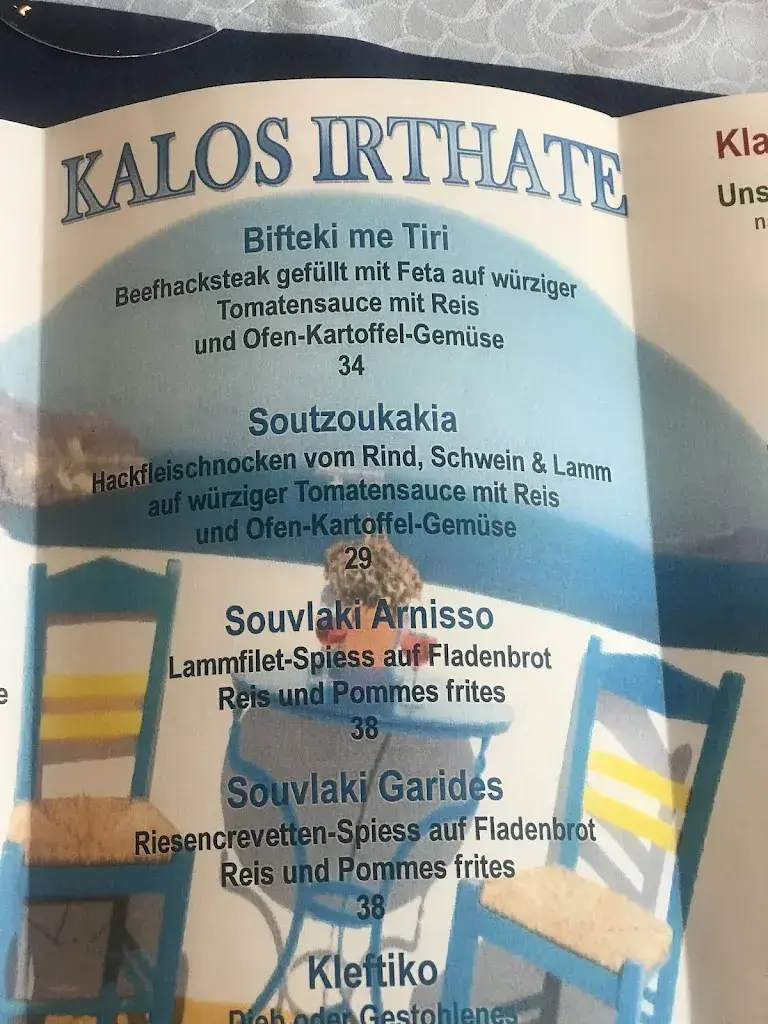 KALOS IRTHATE
Bifteki me Tiri
Beefhacksteak gefüllt mit Feta auf würziger
Tomatensauce mit Reis
und Ofen-Kartoffel-Gemüse
34
Soutzoukakia
Hackfleischnocken vom Rind, Schwein & Lamm
auf würziger Tomatensauce mit Reis
und Ofen-Kartoffel-Gemüse
29
Souvlaki Arnisso
Lammfilet-Spiess auf Fladenbrot
Reis und Pommes frites
38
Souvlaki Garides
Riesencrevetten-Spiess auf Fladenbrot
Reis und Pommes frites
38
Kleftiko
Dieb oder Gestohlenes